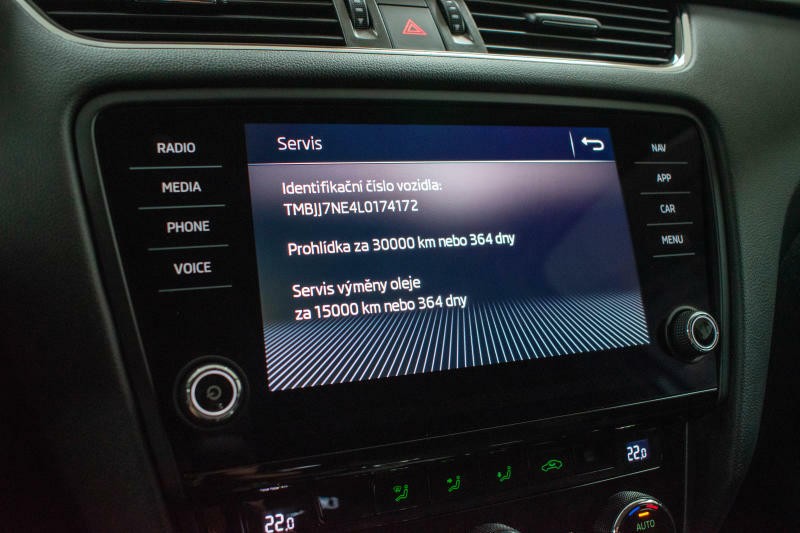 RADIO
MEDIA
PHONE
VOICE
Servis
Identifikační číslo vozidla:
TMBJJ7NE4L0174172
Prohlídka za 30000 km nebo 364 dny
Servis výměny oleje
za 15000 km nebo 364 dny
NAV
APP
CAR
MENU
22.0
22.0
AUTO